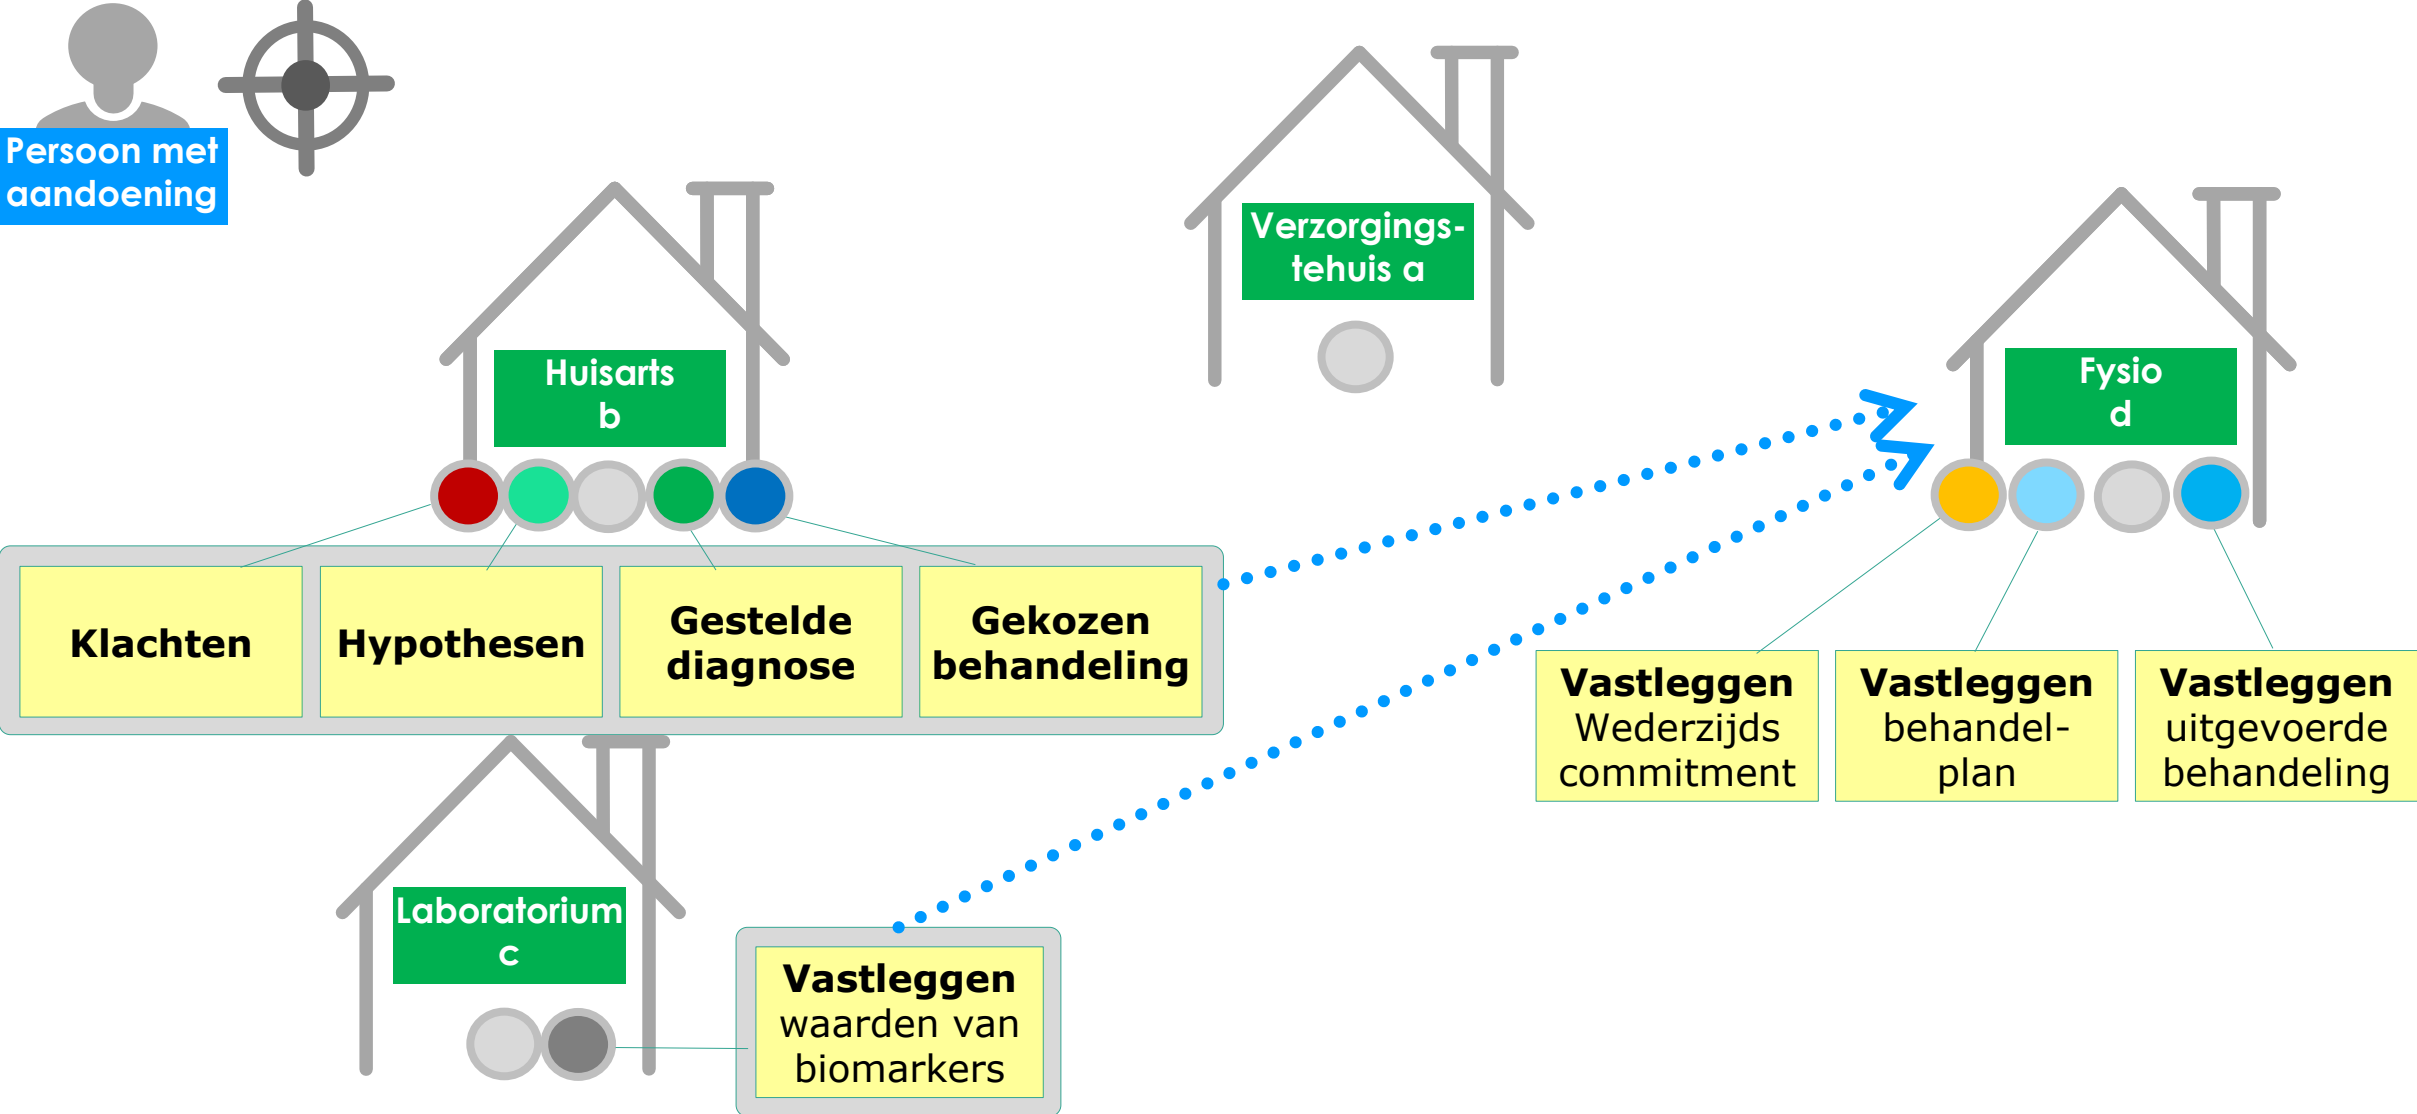 Persoon met
aandoening
Verzorgings-
tehuis a
Huisarts
b
Fysio
d
Klachten
Hypothesen
Gestelde
diagnose
Gekozen
behandeling
Vastleggen
Wederzijds
commitment
Vastleggen
behandel-
plan
Vastleggen
uitgevoerde
behandeling
Laboratorium
c
Vastleggen
waarden van
biomarkers